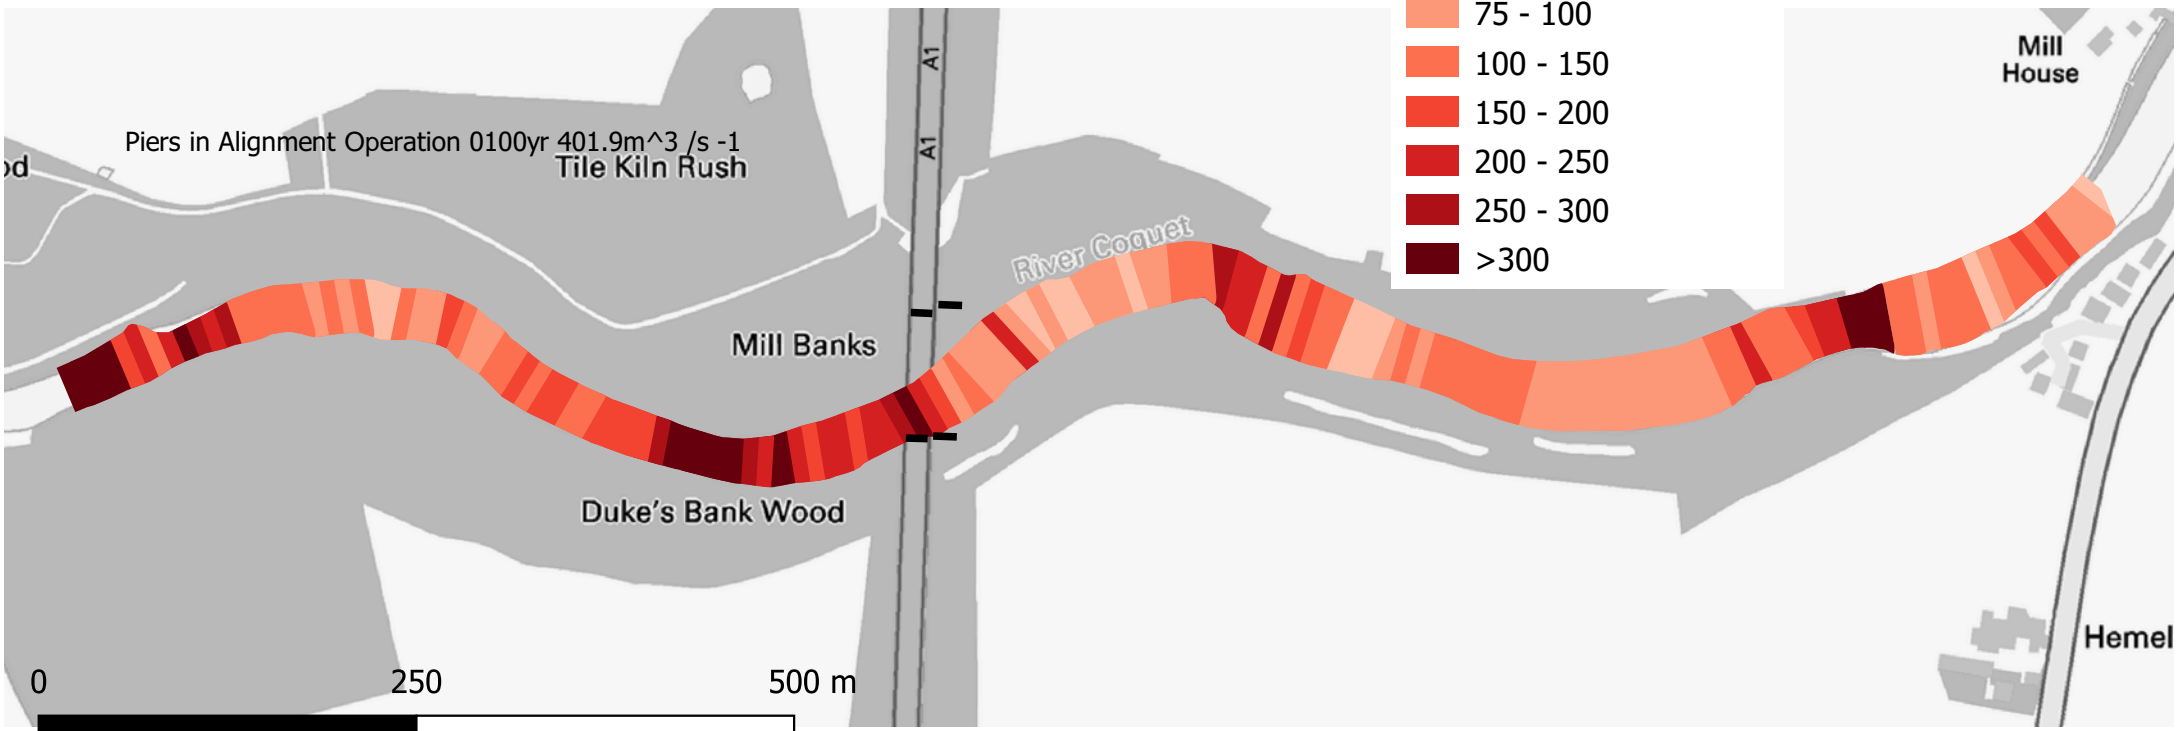 75 - 100
100 - 150
150 - 200
200 - 250
250 - 300
>300
Mill
House
A1
A1
Piers in Alignment Operation 0100yr 401.9m^3 /s -1
od
Tile Kiln Rush
River Coquet
Mill Banks
Duke's Bank Wood
Hemel
0 250 500 m